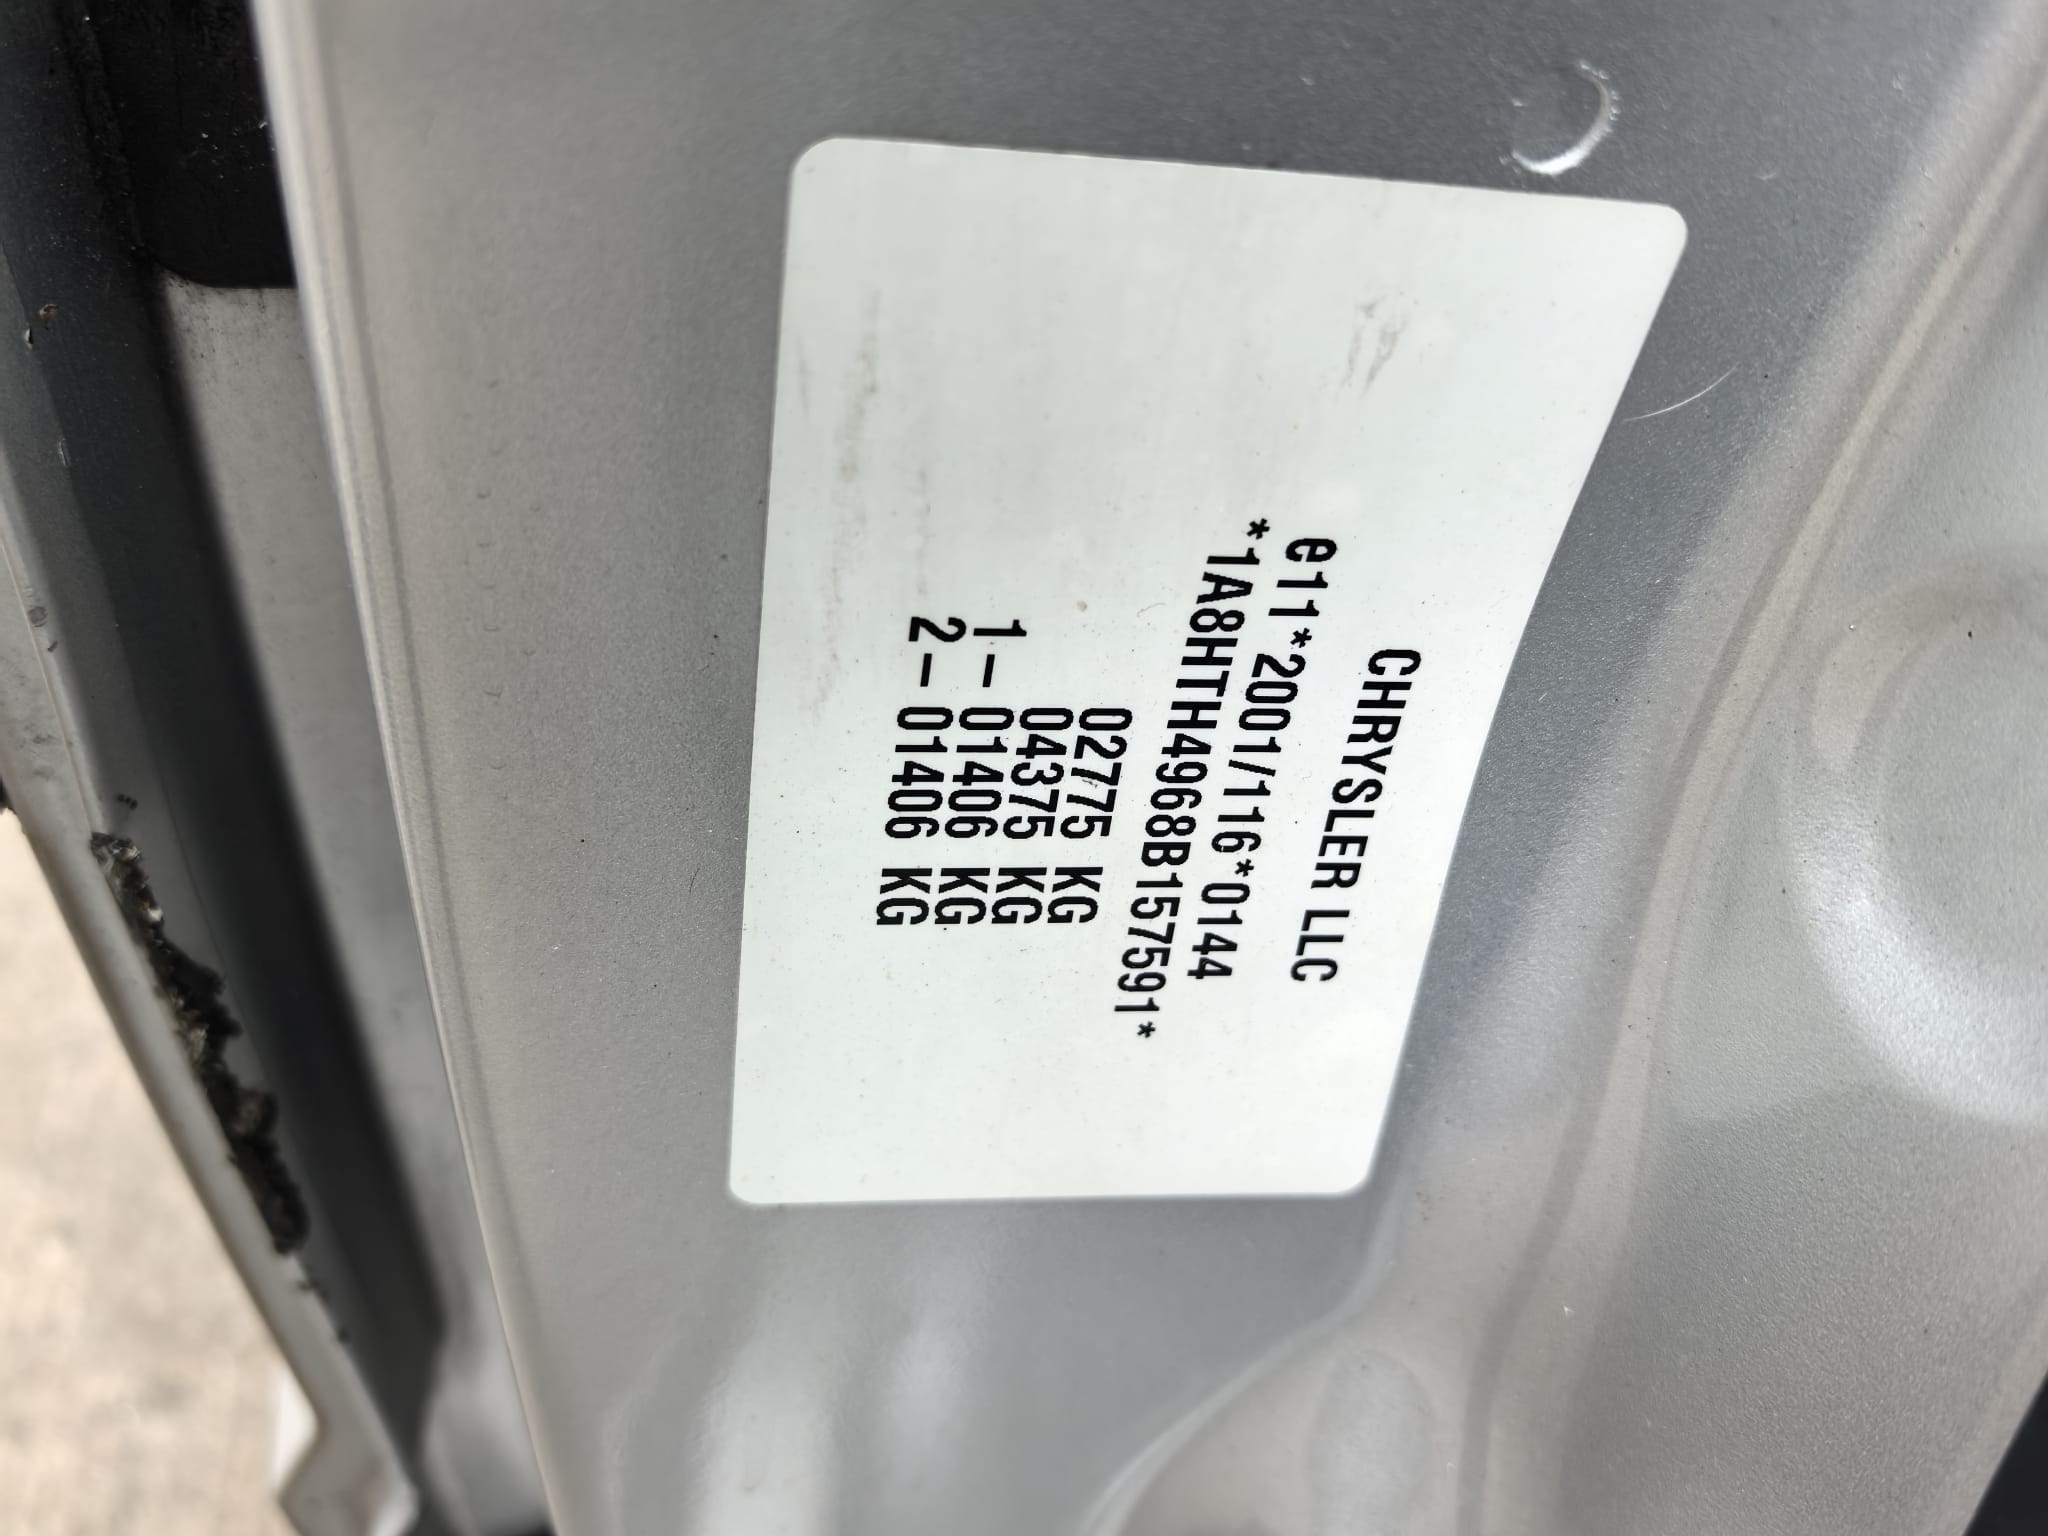 CHRYSLER LLC
e11*2001/116*0144
*1A8HTH4968B157591*
02775 KG
04375 KG
1- 01406 KG
2- 01406 KG